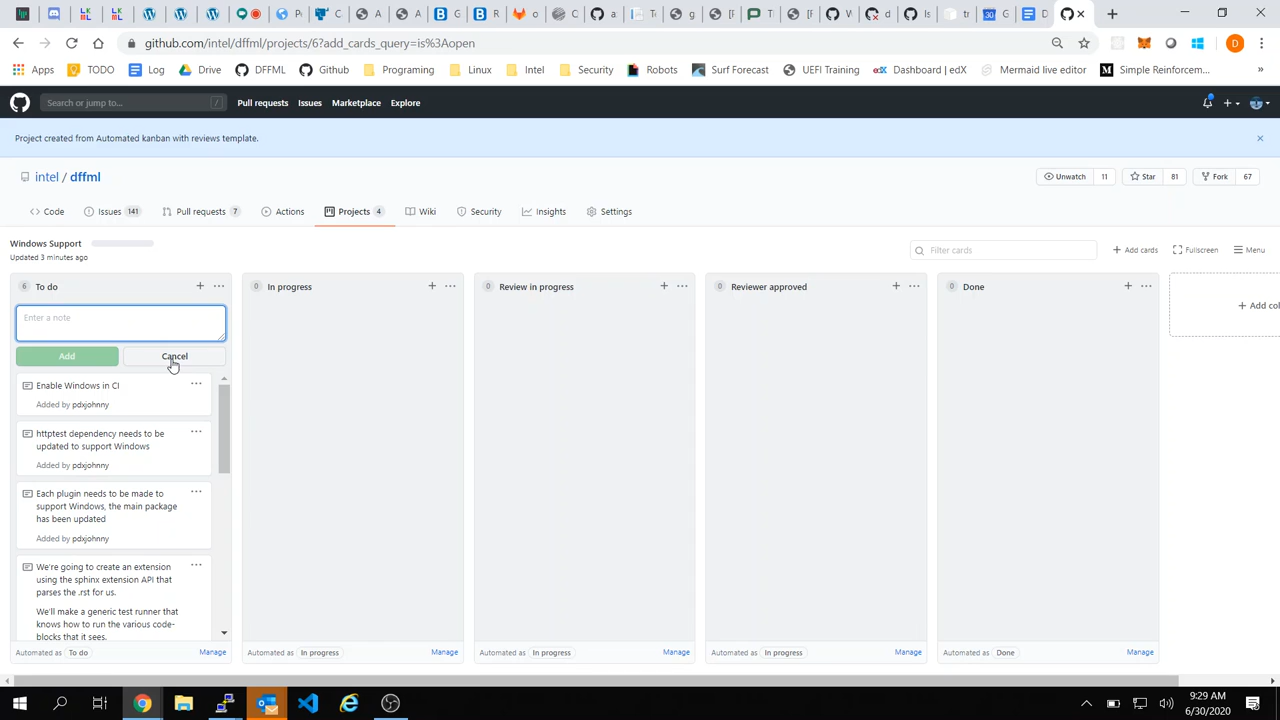 github.com/intel/dffml/projects/6?add_cards_query=is%3Aopen
Apps TODO Log Drive DFFML Github Programing Linux Intel Security Robots Surf Forecast UEFI Training Dashboard | edX Mermaid live editor Simple Reinforcem... »
Search or jump to... / Pull requests Issues Marketplace Explore
Project created from Automated kanban with reviews template.
intel / dffml
Unwatch 11 Star 81 Fork 67
Code Issues 141 Pull requests 7 Actions Projects 4 Wiki Security Insights Settings
Windows Support
Updated 3 minutes ago
Filter cards
Add cards Fullscreen Menu
6 To do
0 In progress
0 Review in progress
0 Reviewer approved
0 Done
Add col
Enter a note
Add Cancel
Enable Windows in CI
Added by pdxjohnny
httptest dependency needs to be
updated to support Windows
Added by pdxjohnny
Each plugin needs to be made to
support Windows, the main package
has been updated
Added by pdxjohnny
We're going to create an extension
using the sphinx extension API that
parses the .rst for us.
We'll make a generic test runner that
knows how to run the various code-
blocks that it sees.
Automated as To do Manage
Automated as In progress Manage
Automated as In progress Manage
Automated as In progress Manage
Automated as Done Manage
9:29 AM
6/30/2020